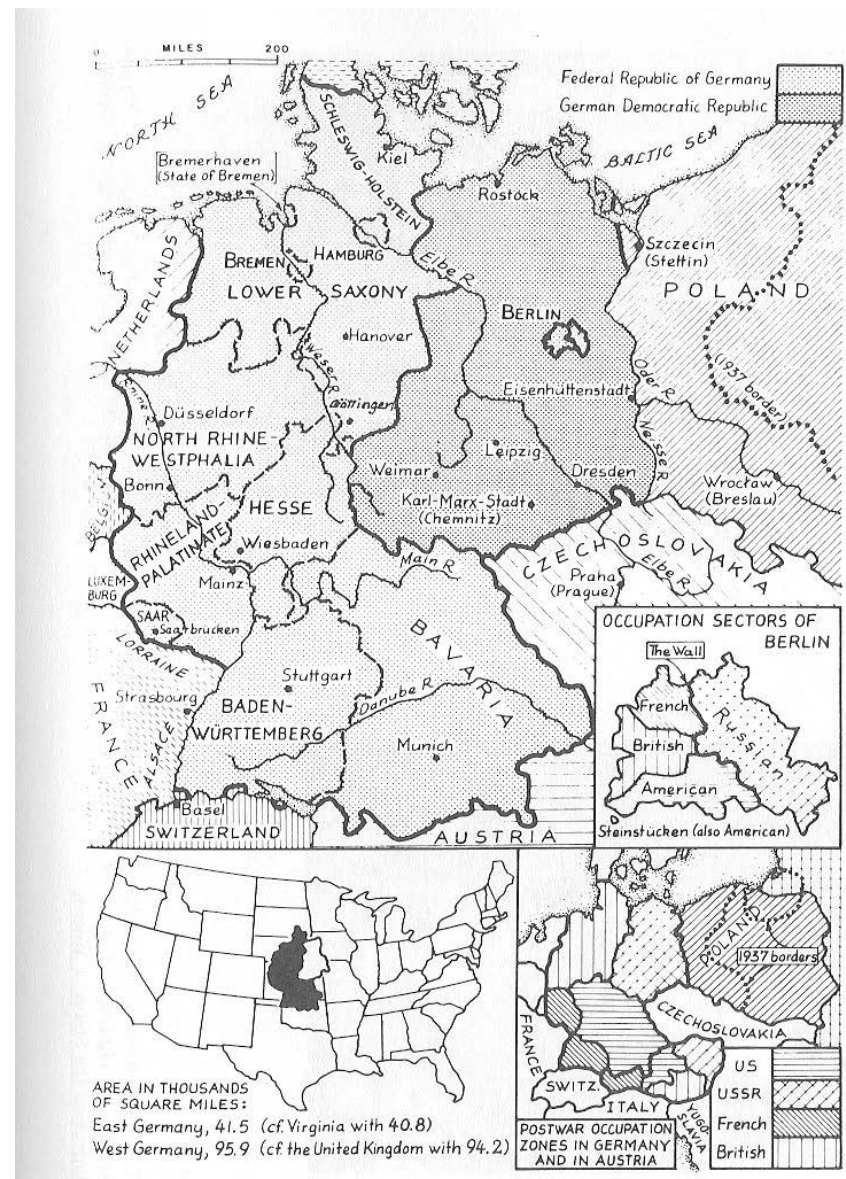 0 MILES 200
Federal Republic of Germany
German Democratic Republic
NORTH SEA
BALTIC SEA
SCHLESWIG-HOLSTEIN
Kiel
Bremerhaven
(State of Bremen)
Rostock
Szczecin
(Stettin)
NETHERLANDS
HAMBURG
BREMEN
Elbe R
LOWER SAXONY
POLAND
BERLIN
Hanover
Weser R
(1937 border)
Eisenhüttenstadt
Oder R
Rhine R
Düsseldorf
Göttingen
NORTH RHINE-
WESTPHALIA
Leipzig
Neisse R
Weimar
Dresden
Wrocław
(Breslau)
Bonn
BELGIUM
HESSE
Karl-Marx-Stadt
(Chemnitz)
RHINELAND-
PALATINATE
Wiesbaden
Main R
CZECHOSLOVAKIA
Elbe R
Praha
(Prague)
LUXEM-
BURG
Mainz
SAAR
Saarbrücken
LORRAINE
BAVARIA
FRANCE
Stuttgart
Strasbourg
Danube R
BADEN-
WÜRTTEMBERG
ALSACE
Munich
Basel
SWITZERLAND
AUSTRIA
OCCUPATION SECTORS OF
BERLIN
The Wall
French
Russian
British
American
Steinstücken (also American)
AREA IN THOUSANDS
OF SQUARE MILES:
East Germany, 41.5 (cf. Virginia with 40.8)
West Germany, 95.9 (cf. the United Kingdom with 94.2)
POLAND
1937 borders
CZECHOSLOVAKIA
FRANCE
SWITZ.
ITALY
YUGO-
SLAVIA
US
USSR
French
British
POSTWAR OCCUPATION
ZONES IN GERMANY
AND IN AUSTRIA